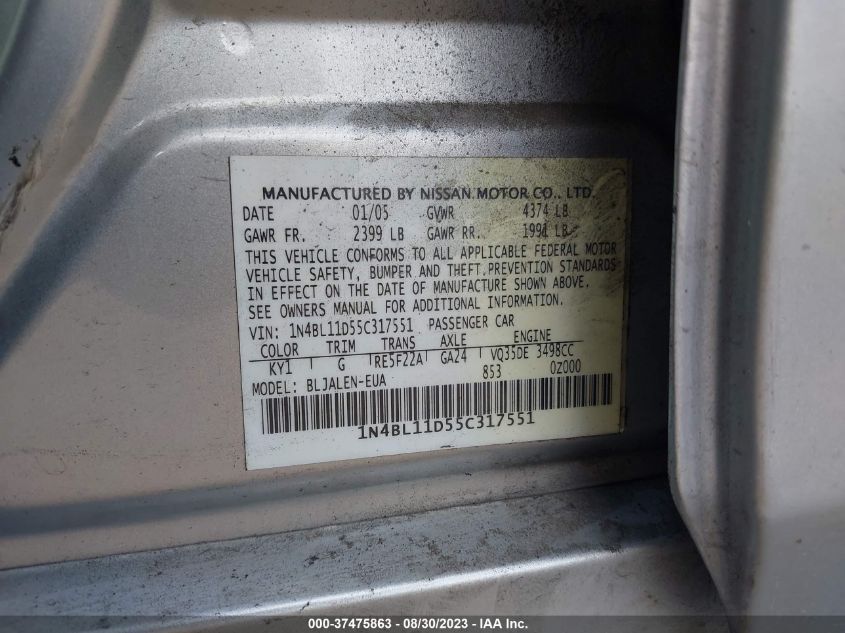 MANUFACTURED BY NISSAN MOTOR CO., LTD.
DATE 01/05 GVWR 4374 LB
GAWR FR. 2399 LB GAWR RR. 1991 LB
THIS VEHICLE CONFORMS TO ALL APPLICABLE FEDERAL MOTOR
VEHICLE SAFETY, BUMPER AND THEFT PREVENTION STANDARDS
IN EFFECT ON THE DATE OF MANUFACTURE SHOWN ABOVE.
SEE OWNERS MANUAL FOR ADDITIONAL INFORMATION.
VIN: 1N4BL11D55C317551 PASSENGER CAR
COLOR TRIM TRANS AXLE ENGINE
KY1 G RE5F22A GA24 VQ35DE 3498CC
853 0Z000
MODEL: BLJALEN-EUA
1N4BL11D55C317551
000-37475863 - 08/30/2023 - IAA Inc.